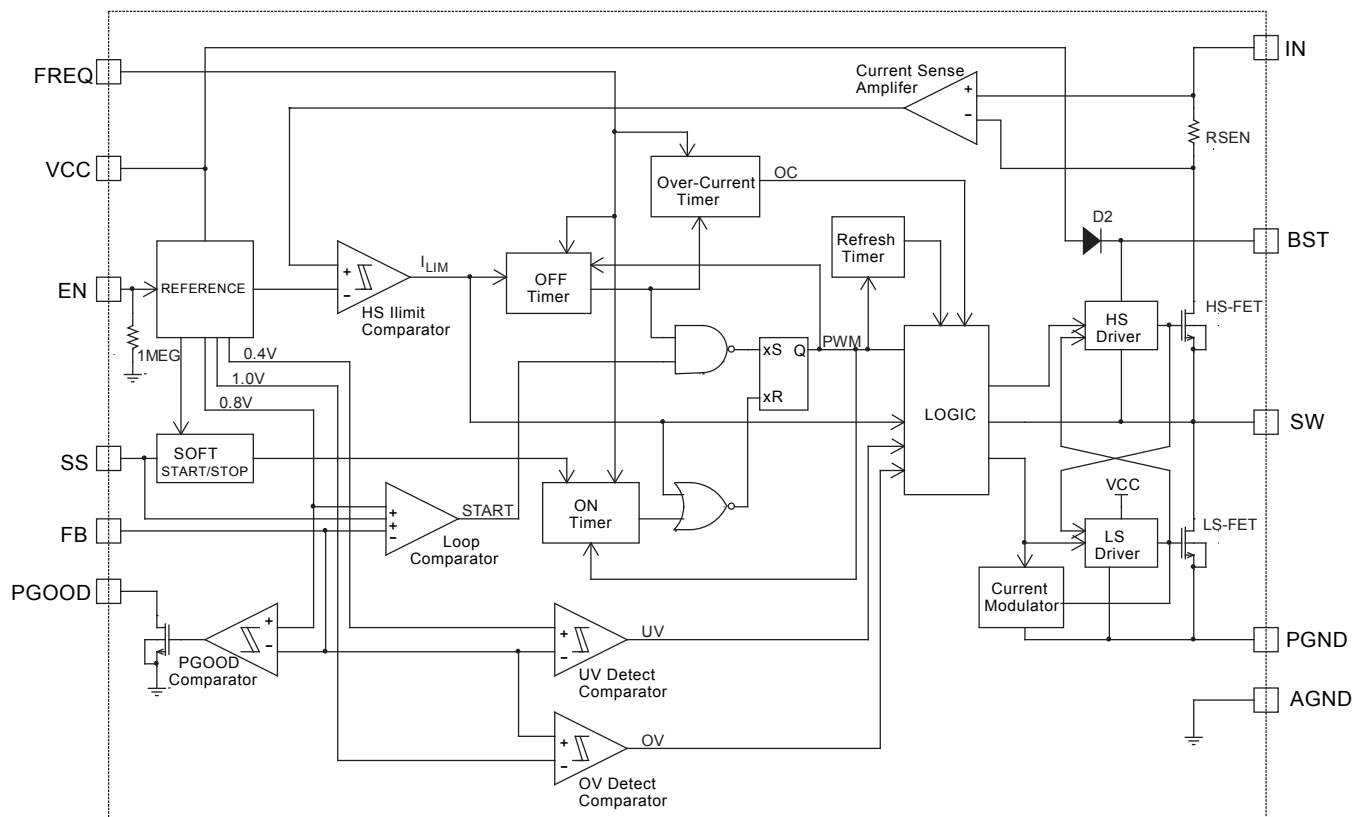 IN
FREQ
Current Sense
Amplifer
+
-
RSEN
VCC
Over-Current
Timer
OC
D2
Refresh
Timer
BST
EN
REFERENCE
+
-
HS Ilimit
Comparator
ILIM
OFF
Timer
HS
Driver
HS-FET
1MEG
0.4V
1.0V
0.8V
xS
Q
xR
PWM
LOGIC
SW
SS
SOFT
START/STOP
+
+
-
START
Loop
Comparator
ON
Timer
VCC
LS
Driver
LS-FET
FB
PGOOD
Current
Modulator
+
-
PGOOD
Comparator
+
-
UV
UV Detect
Comparator
PGND
AGND
+
-
OV
OV Detect
Comparator